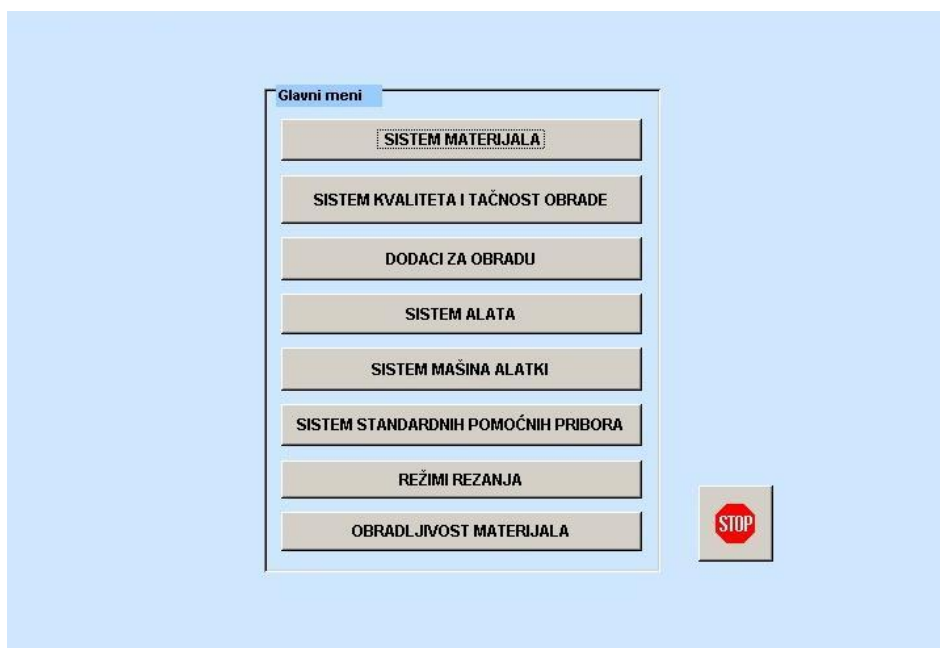 Glavni meni
SISTEM MATERIJALA
SISTEM KVALITETA I TAČNOST OBRADE
DODACI ZA OBRADU
SISTEM ALATA
SISTEM MAŠINA ALATKI
SISTEM STANDARDNIH POMOĆNIH PRIBORA
REŽIMI REZANJA
STOP
OBRADLJIVOST MATERIJALA